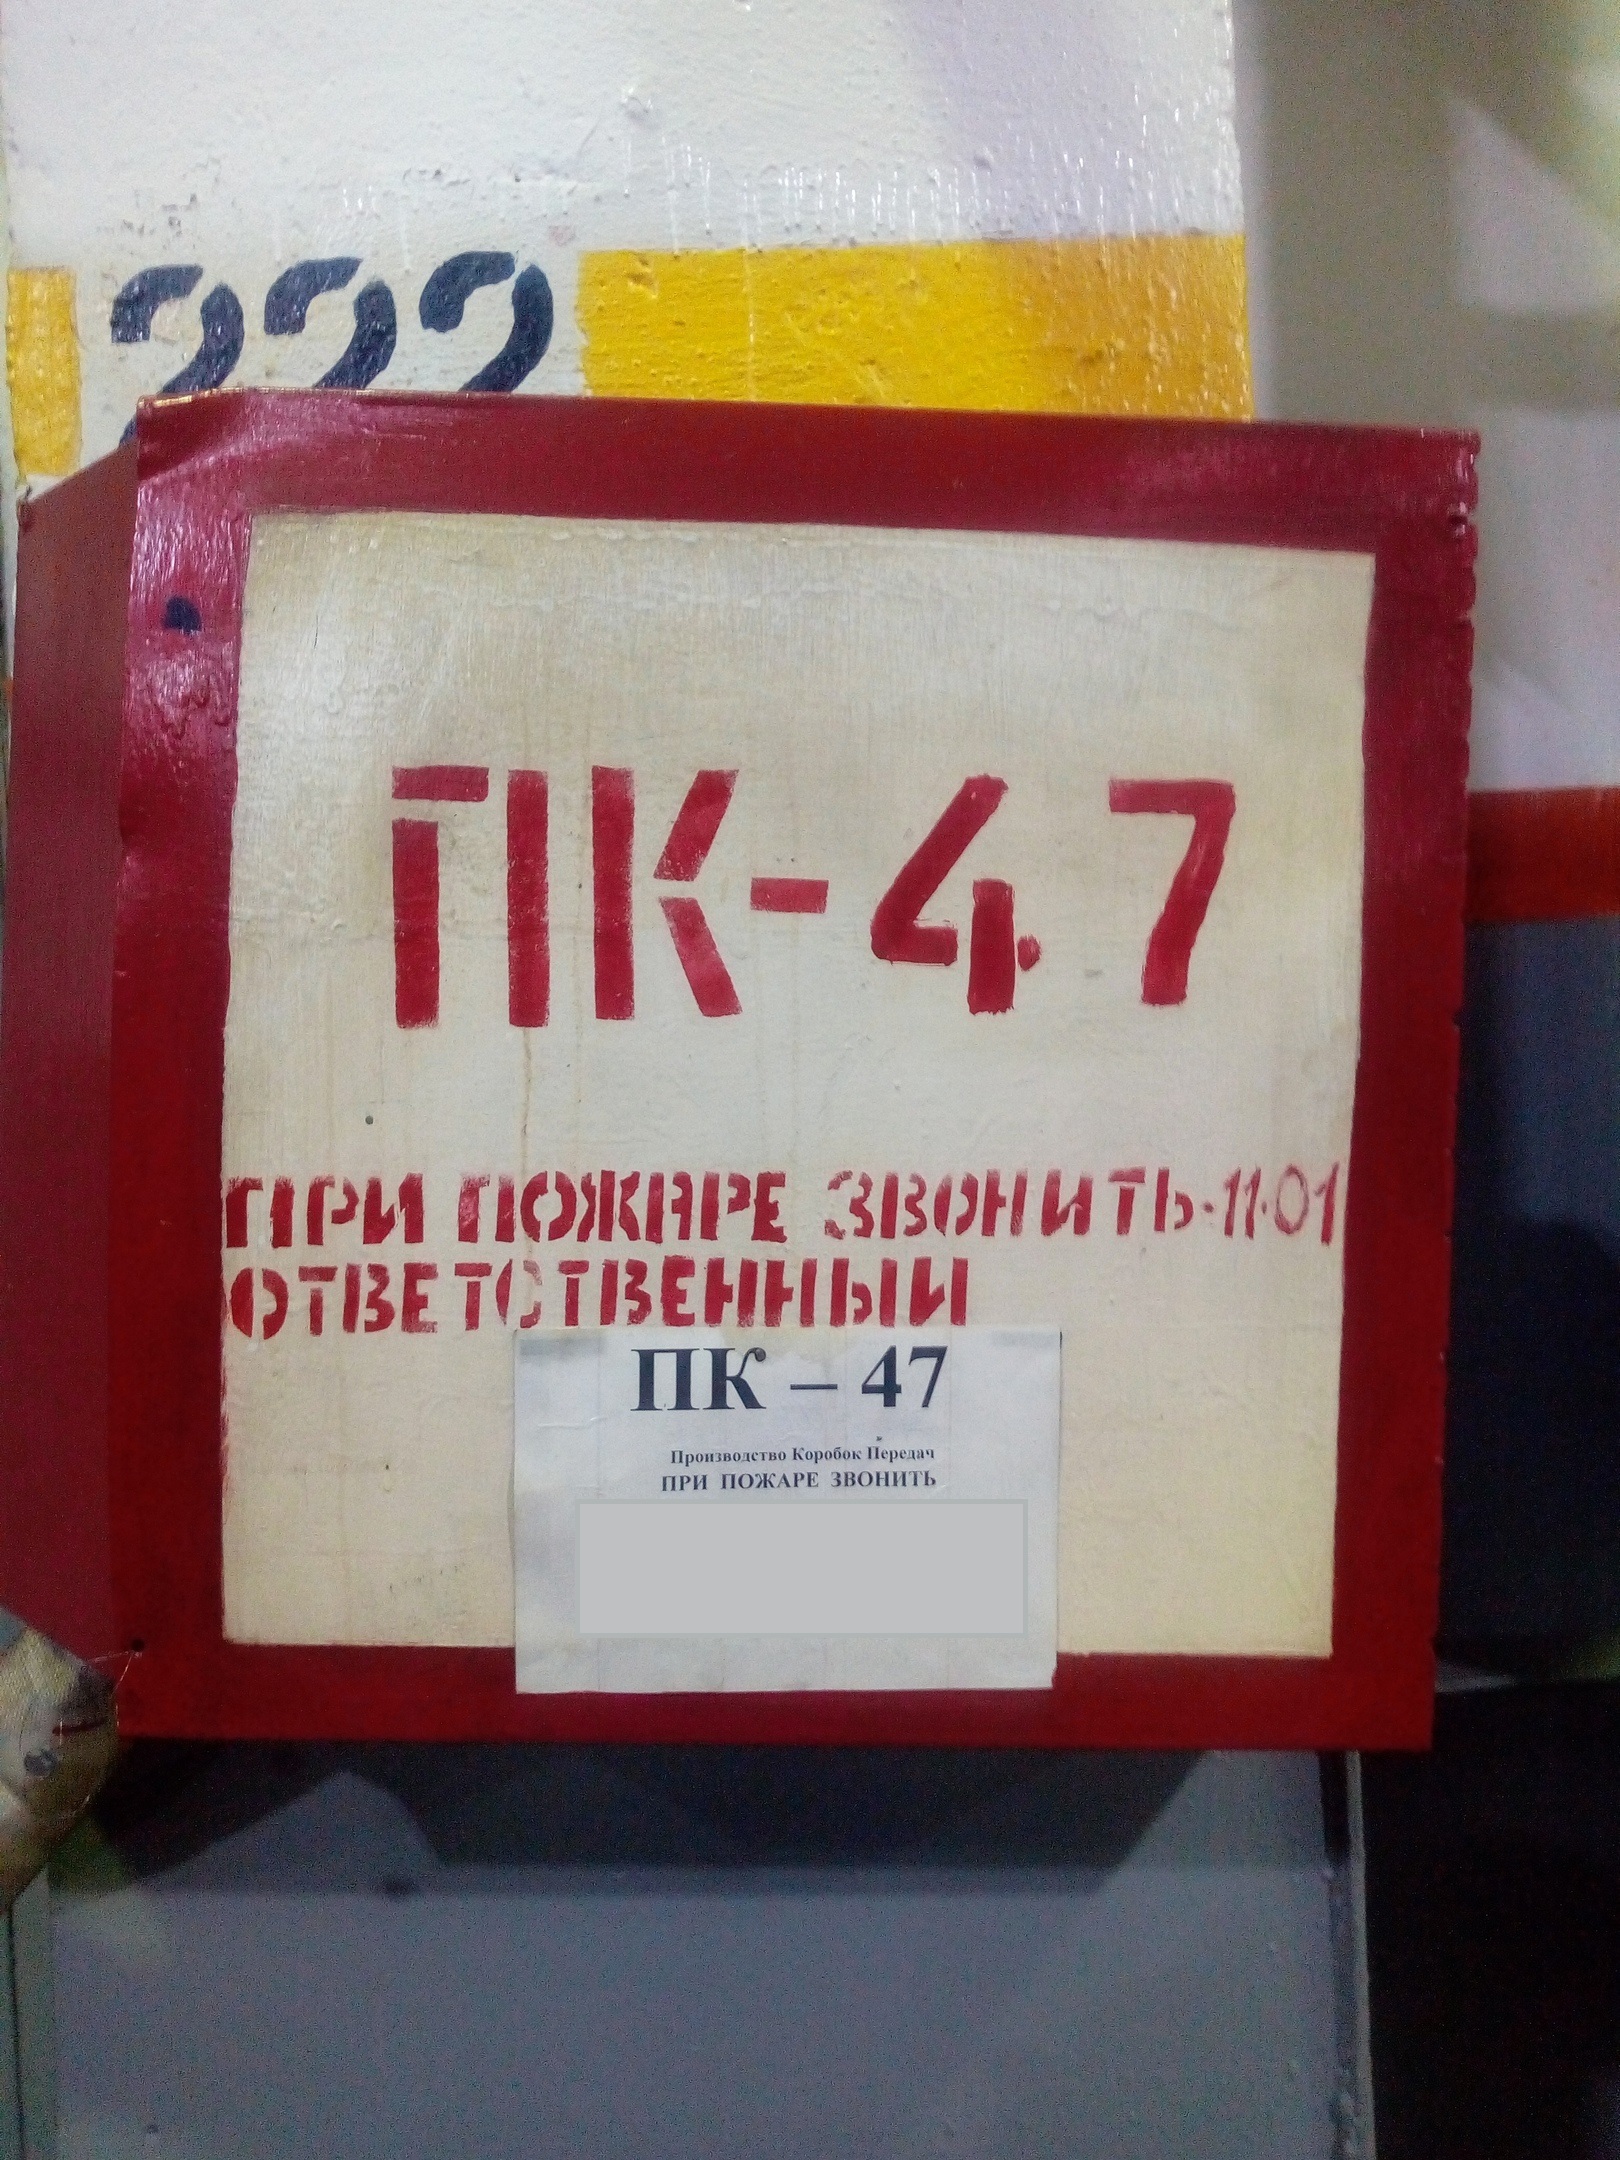 222
ПК-47
ПРИ ПОЖАРЕ ЗВОНИТЬ-11-01
ОТВЕТСТВЕННЫЙ
ПК – 47
Производство Коробок Передач
ПРИ ПОЖАРЕ ЗВОНИТЬ